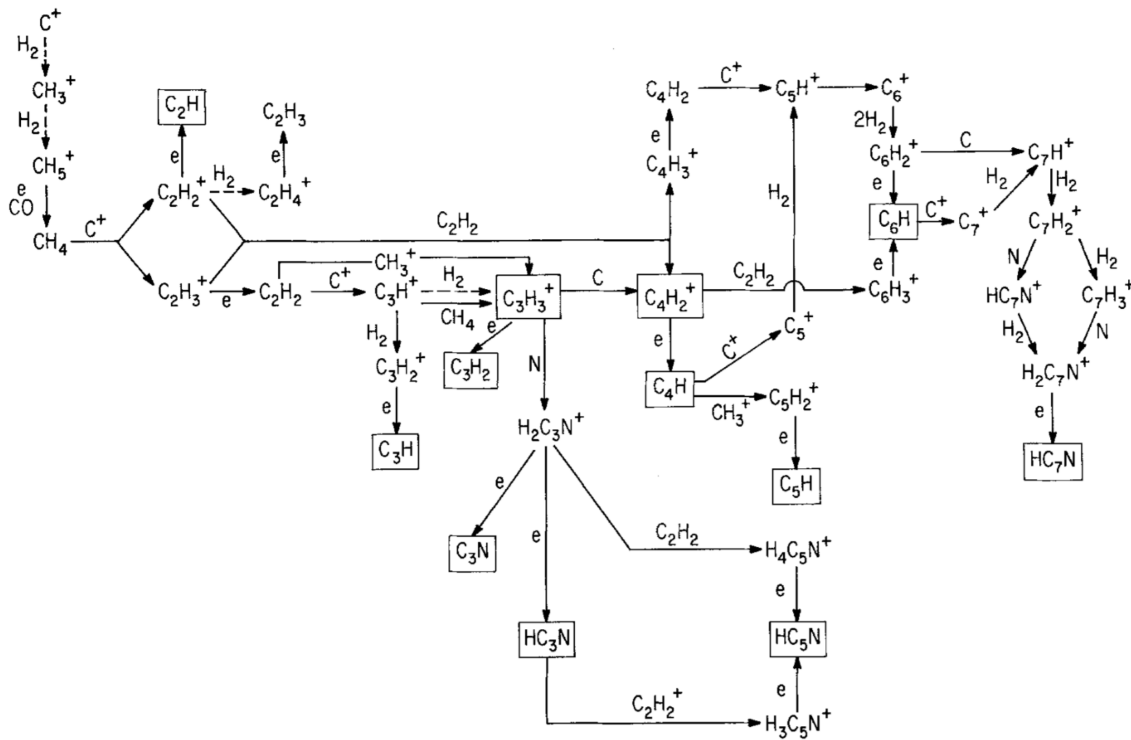 C⁺
H₂
CH₃⁺
H₂
CH₅⁺
e
CO
CH₄
C⁺
C₂H
e
C₂H₂⁺
H₂
C₂H₃
e
C₂H₄⁺
C₂H₃⁺
e
C₂H₂
C₂H₂
CH₃⁺
C⁺
C₃H⁺
H₂
CH₄
H₂
C₃H₂⁺
e
C₃H
C₃H₃⁺
e
C₃H₂
N
C
C₄H₂⁺
C₄H₃⁺
e
C₄H₂
C⁺
C₅H⁺
C₆⁺
2H₂
C₆H₂⁺
C
C₇H⁺
e
C₆H
C⁺
C₇⁺
H₂
e
C₆H₃⁺
C₂H₂
H₂
C₅⁺
C⁺
e
C₄H
CH₃⁺
C₅H₂⁺
e
C₅H
H₂
C₇H₂⁺
N
H₂
HC₇N⁺
C₇H₃⁺
H₂
N
H₂C₇N⁺
e
HC₇N
H₂C₃N⁺
e
C₃N
e
C₂H₂
H₄C₅N⁺
e
HC₃N
HC₅N
e
C₂H₂⁺
H₃C₅N⁺